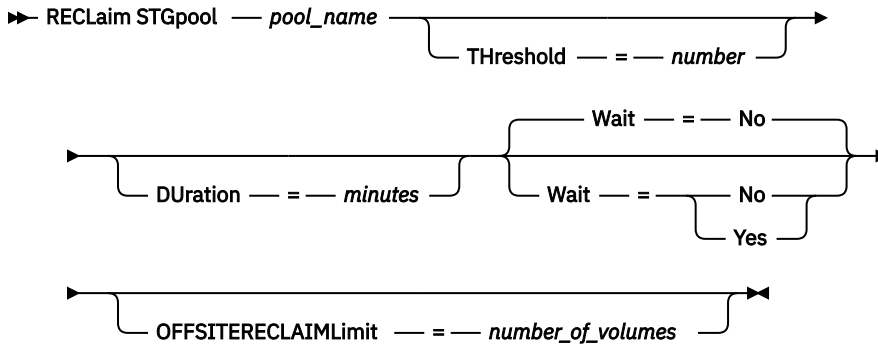 RECLaim STGpool — pool_name
THreshold — = — number
Wait — = — No
DUration — = — minutes
Wait — = — No
Yes
OFFSITERECLAIMLimit — = — number_of_volumes